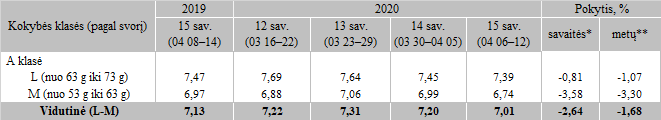 Kokybės klasės (pagal svorį) 2019 2020 Pokytis, %
15 sav. (04 08–14) 12 sav. (03 16–22) 13 sav. (03 23–29) 14 sav. (03 30–04 05) 15 sav. (04 06–12) savaitės* metų**
A klasė
L (nuo 63 g iki 73 g) 7,47 7,69 7,64 7,45 7,39 -0,81 -1,07
M (nuo 53 g iki 63 g) 6,97 6,88 7,06 6,99 6,74 -3,58 -3,30
Vidutinė (L-M) 7,13 7,22 7,31 7,20 7,01 -2,64 -1,68